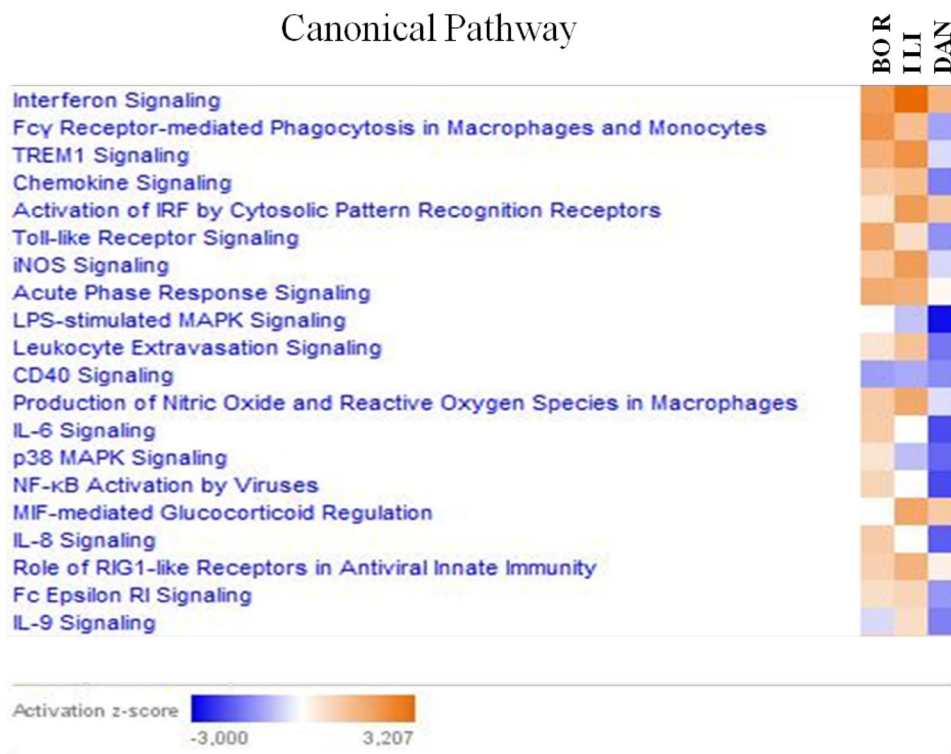 Canonical Pathway
BO R
I LI
DAN
Interferon Signaling
Fcγ Receptor-mediated Phagocytosis in Macrophages and Monocytes
TREM1 Signaling
Chemokine Signaling
Activation of IRF by Cytosolic Pattern Recognition Receptors
Toll-like Receptor Signaling
iNOS Signaling
Acute Phase Response Signaling
LPS-stimulated MAPK Signaling
Leukocyte Extravasation Signaling
CD40 Signaling
Production of Nitric Oxide and Reactive Oxygen Species in Macrophages
IL-6 Signaling
p38 MAPK Signaling
NF-κB Activation by Viruses
MIF-mediated Glucocorticoid Regulation
IL-8 Signaling
Role of RIG1-like Receptors in Antiviral Innate Immunity
Fc Epsilon RI Signaling
IL-9 Signaling
Activation z-score
-3,000 3,207